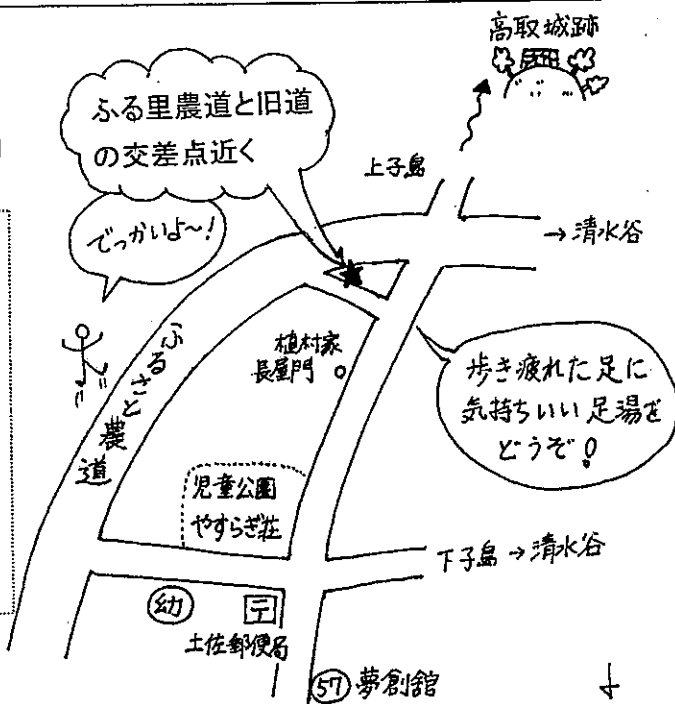 高取城跡
ふる里農道と旧道
の交差点近く
上子島
でっかいよ~!
→清水谷
ふるさと農道
植村家
長屋門
歩き疲れた足に
気持ちいい足湯を
どうぞ!
児童公園
やすらぎ荘
下子島→清水谷
幼
〒
土佐郵便局
57 夢創舘